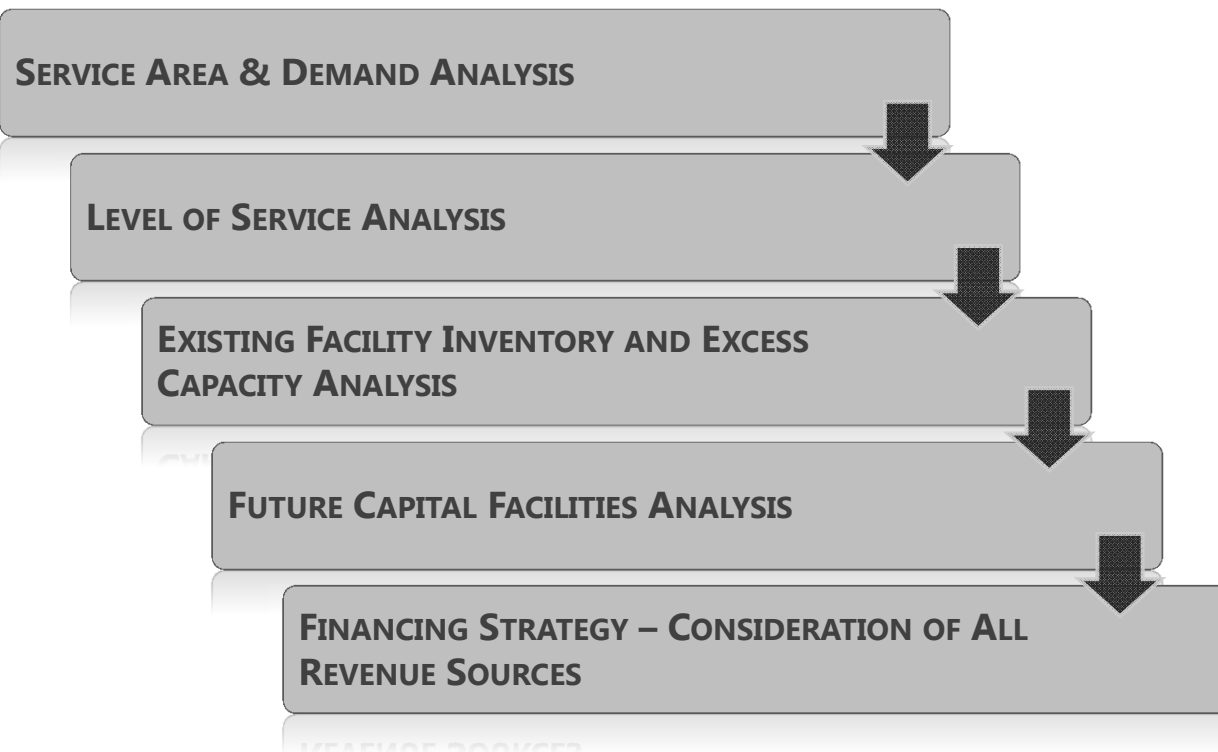 SERVICE AREA & DEMAND ANALYSIS
LEVEL OF SERVICE ANALYSIS
EXISTING FACILITY INVENTORY AND EXCESS
CAPACITY ANALYSIS
FUTURE CAPITAL FACILITIES ANALYSIS
FINANCING STRATEGY – CONSIDERATION OF ALL
REVENUE SOURCES